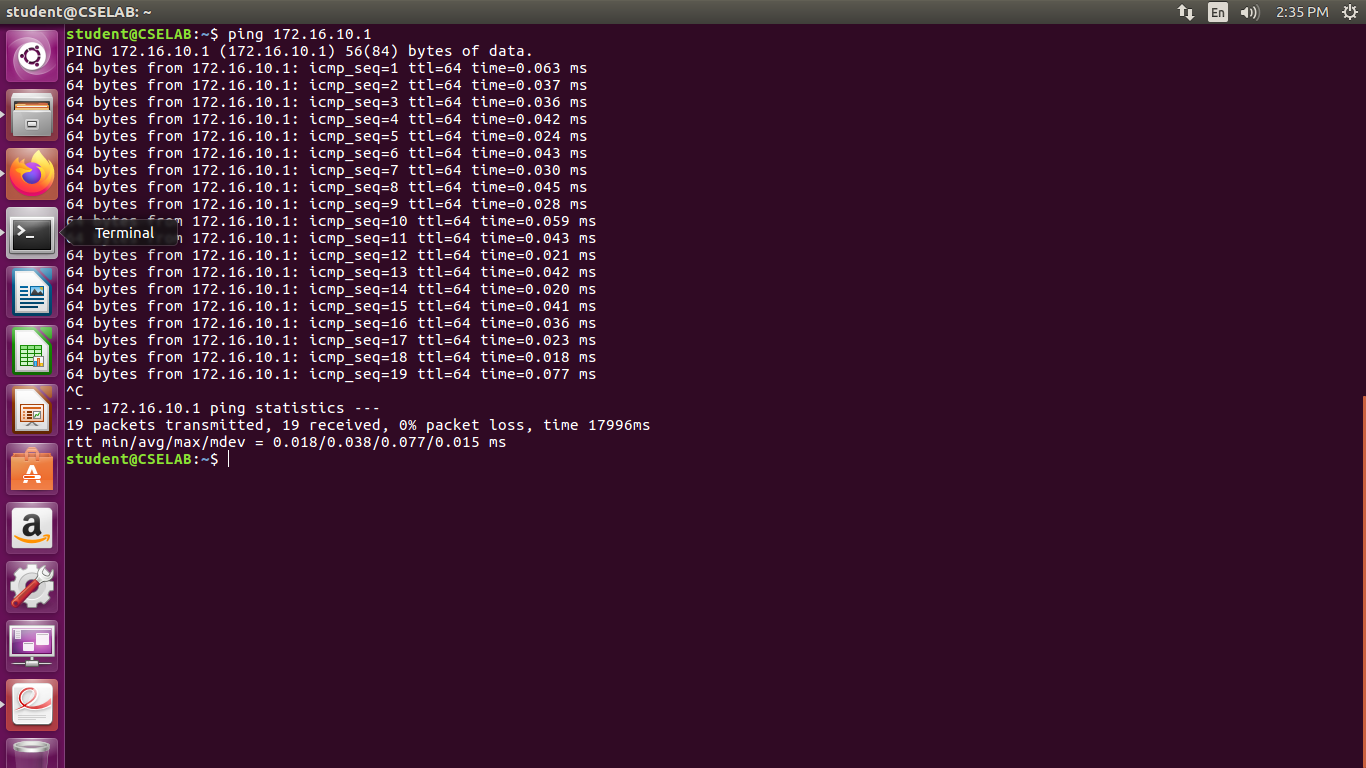 student@CSELAB: ~
En
2:35 PM
student@CSELAB:~$ ping 172.16.10.1
PING 172.16.10.1 (172.16.10.1) 56(84) bytes of data.
64 bytes from 172.16.10.1: icmp_seq=1 ttl=64 time=0.063 ms
64 bytes from 172.16.10.1: icmp_seq=2 ttl=64 time=0.037 ms
64 bytes from 172.16.10.1: icmp_seq=3 ttl=64 time=0.036 ms
64 bytes from 172.16.10.1: icmp_seq=4 ttl=64 time=0.042 ms
64 bytes from 172.16.10.1: icmp_seq=5 ttl=64 time=0.024 ms
64 bytes from 172.16.10.1: icmp_seq=6 ttl=64 time=0.043 ms
64 bytes from 172.16.10.1: icmp_seq=7 ttl=64 time=0.030 ms
64 bytes from 172.16.10.1: icmp_seq=8 ttl=64 time=0.045 ms
64 bytes from 172.16.10.1: icmp_seq=9 ttl=64 time=0.028 ms
64 bytes from 172.16.10.1: icmp_seq=10 ttl=64 time=0.059 ms
Terminal
64 bytes from 172.16.10.1: icmp_seq=11 ttl=64 time=0.043 ms
64 bytes from 172.16.10.1: icmp_seq=12 ttl=64 time=0.021 ms
64 bytes from 172.16.10.1: icmp_seq=13 ttl=64 time=0.042 ms
64 bytes from 172.16.10.1: icmp_seq=14 ttl=64 time=0.020 ms
64 bytes from 172.16.10.1: icmp_seq=15 ttl=64 time=0.041 ms
64 bytes from 172.16.10.1: icmp_seq=16 ttl=64 time=0.036 ms
64 bytes from 172.16.10.1: icmp_seq=17 ttl=64 time=0.023 ms
64 bytes from 172.16.10.1: icmp_seq=18 ttl=64 time=0.018 ms
64 bytes from 172.16.10.1: icmp_seq=19 ttl=64 time=0.077 ms
^C
--- 172.16.10.1 ping statistics ---
19 packets transmitted, 19 received, 0% packet loss, time 17996ms
rtt min/avg/max/mdev = 0.018/0.038/0.077/0.015 ms
student@CSELAB:~$